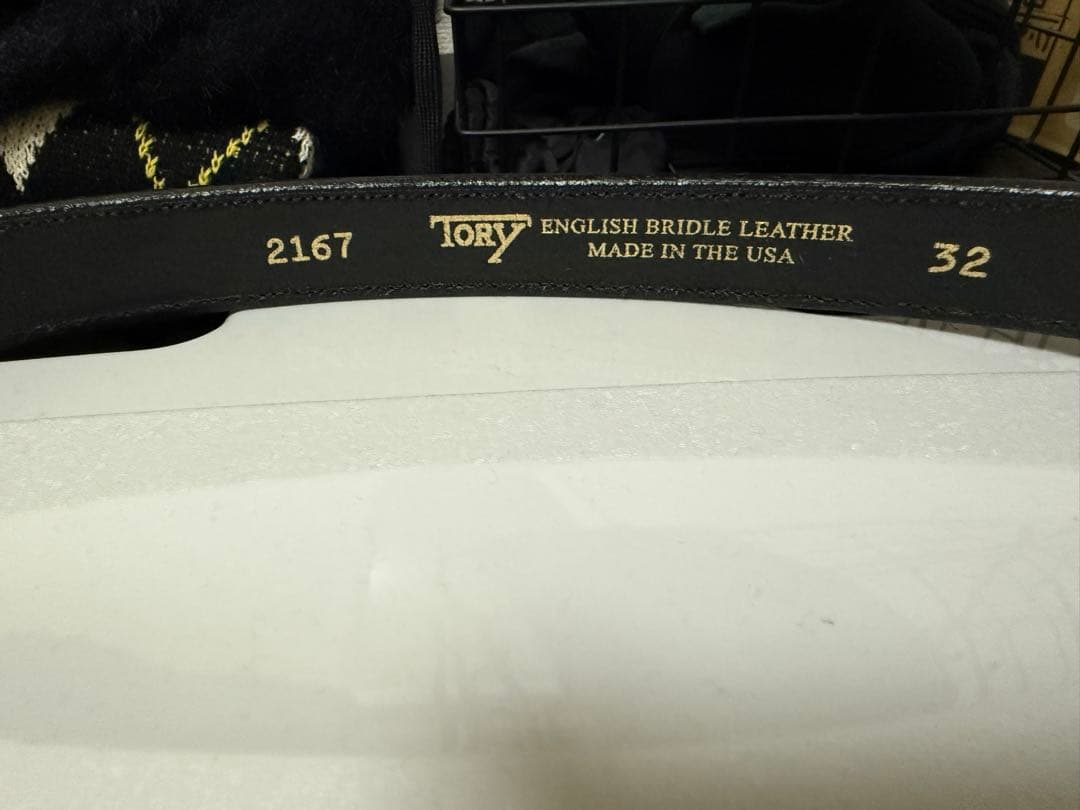 2167
TORY ENGLISH BRIDLE LEATHER
MADE IN THE USA
32